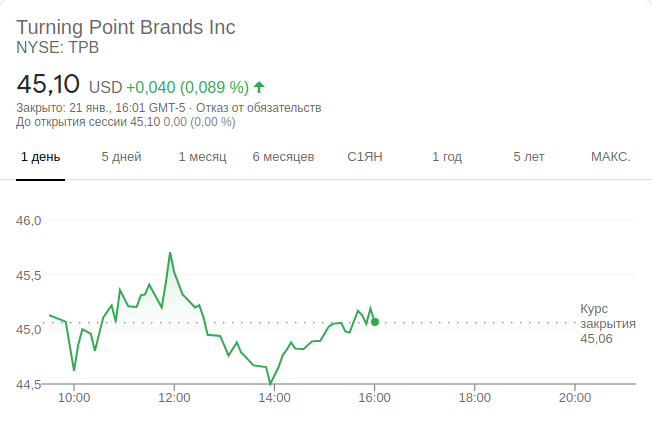 Turning Point Brands Inc
NYSE: TPB
45,10 USD +0,040 (0,089 %)
Закрыто: 21 янв., 16:01 GMT-5 · Отказ от обязательств
До открытия сессии 45,10 0,00 (0,00 %)
1 день 5 дней 1 месяц 6 месяцев С1ЯН 1 год 5 лет МАКС.
46,0
45,5
45,0
44,5
Курс
закрытия
45,06
10:00 12:00 14:00 16:00 18:00 20:00